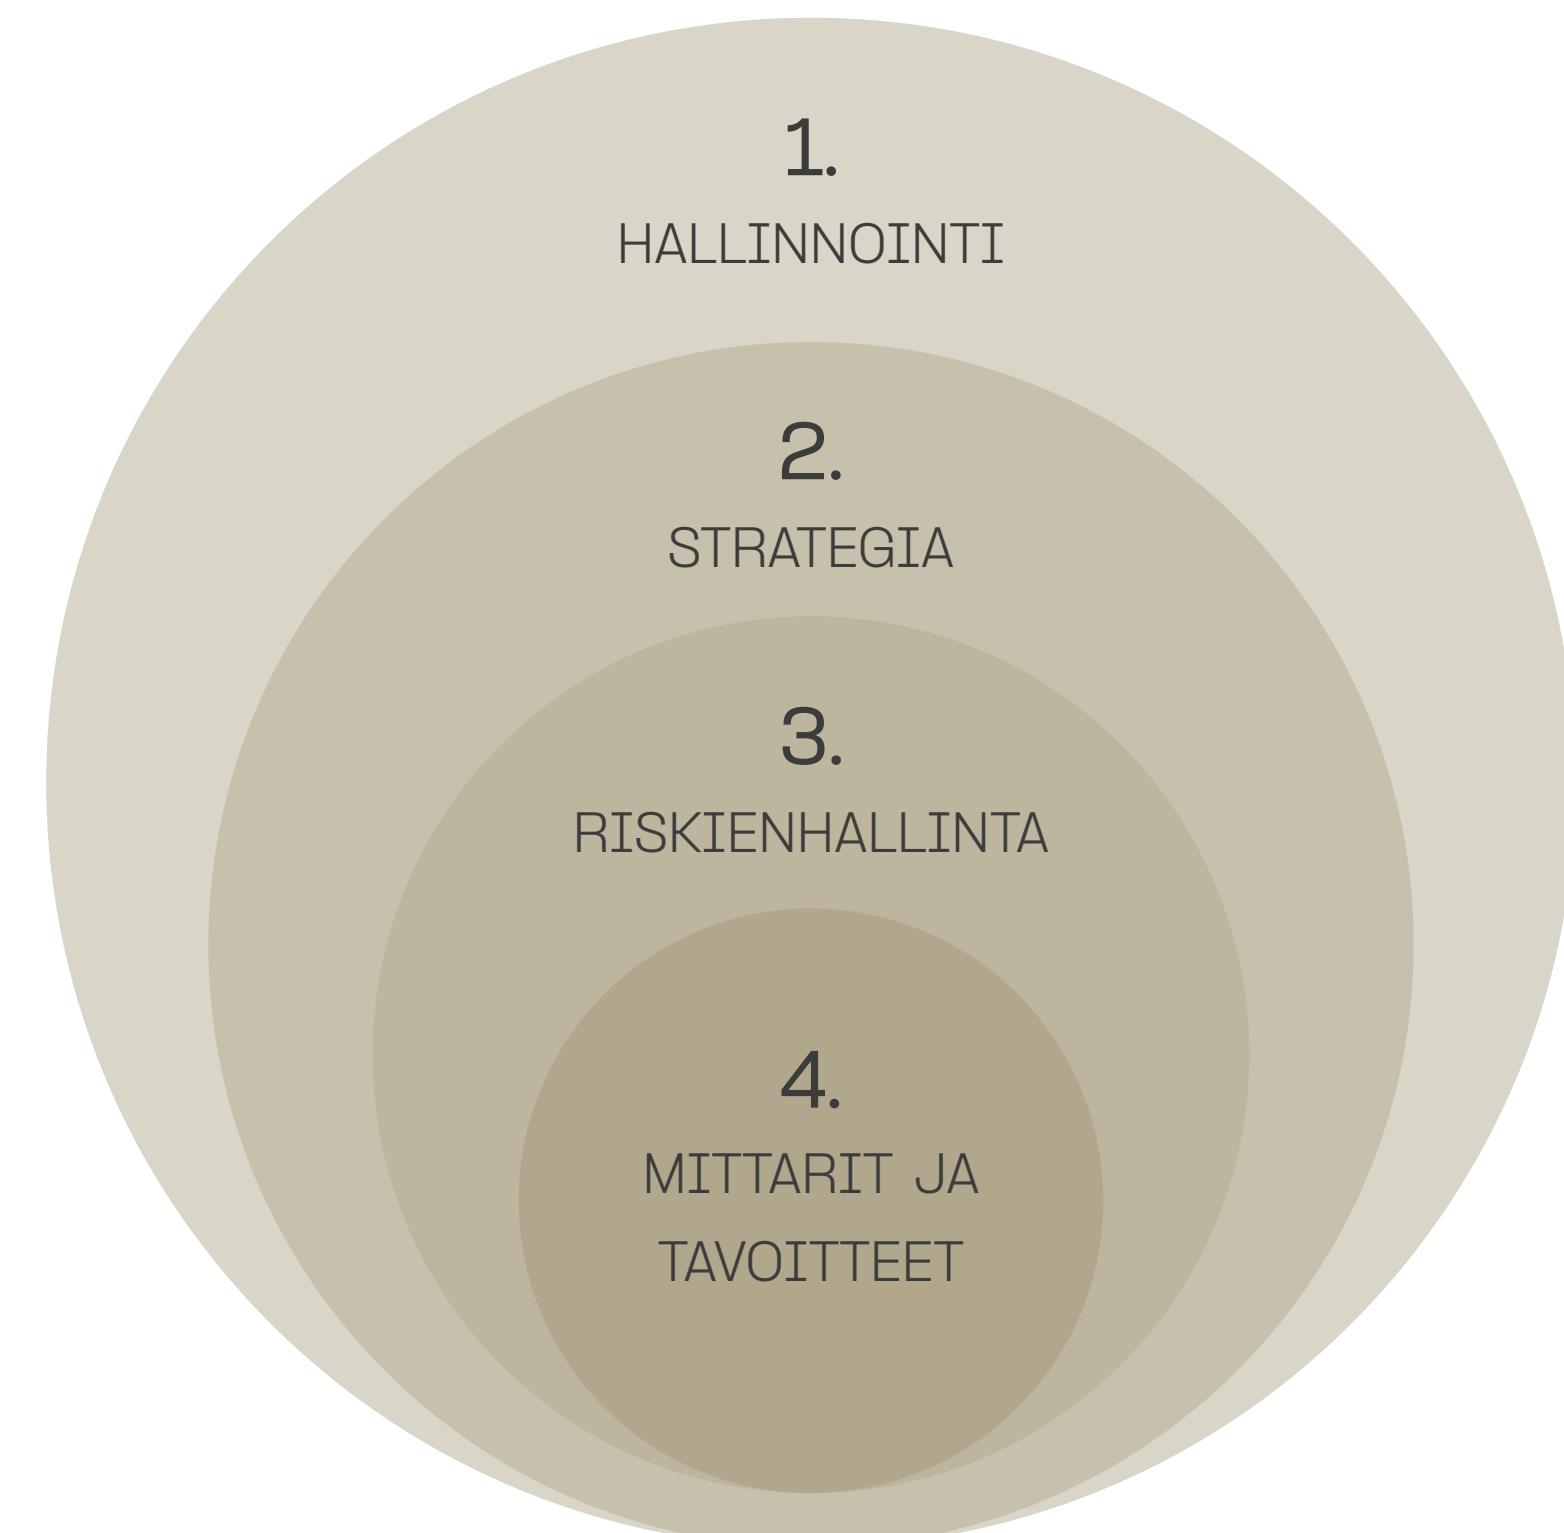 1.
HALLINNOINTI
2.
STRATEGIA
3.
RISKIENHALLINTA
4.
MITTARIT JA
TAVOITTEET